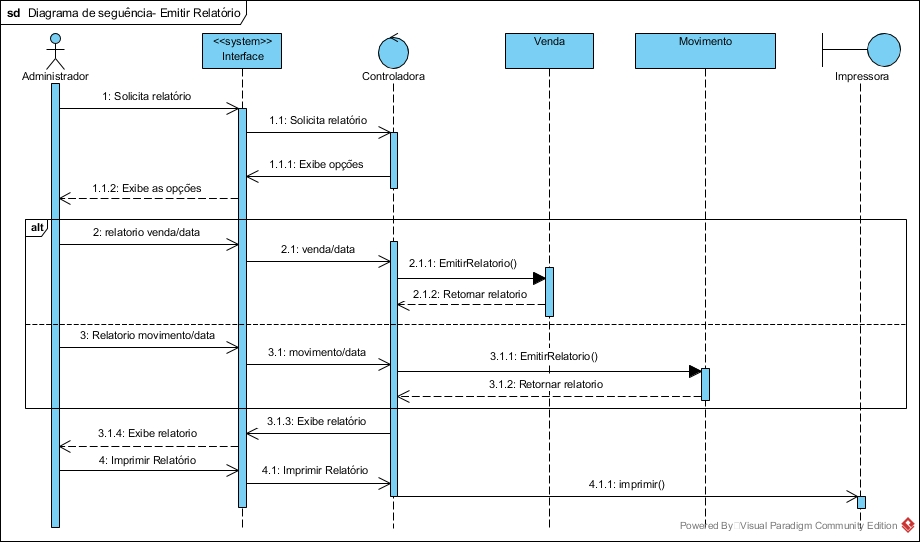 sd Diagrama de seguência- Emitir Relatório
Administrador
<<system>>
Interface
Controladora
Venda
Movimento
Impressora
1: Solicita relatório
1.1: Solicita relatório
1.1.1: Exibe opções
1.1.2: Exibe as opções
alt
2: relatorio venda/data
2.1: venda/data
2.1.1: EmitirRelatorio()
2.1.2: Retornar relatorio
3: Relatorio movimento/data
3.1: movimento/data
3.1.1: EmitirRelatorio()
3.1.2: Retornar relatorio
3.1.3: Exibe relatório
3.1.4: Exibe relatorio
4: Imprimir Relatório
4.1: Imprimir Relatório
4.1.1: imprimir()
Powered By Visual Paradigm Community Edition